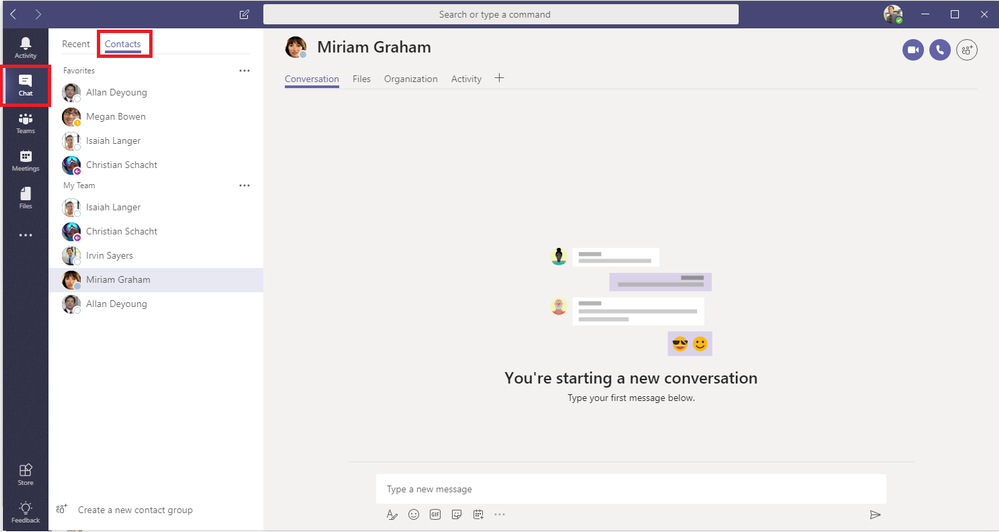 Search or type a command
Activity
Chat
Teams
Meetings
Files
Store
Feedback
Recent
Contacts
Favorites
Allan Deyoung
Megan Bowen
Isaiah Langer
Christian Schacht
My Team
Isaiah Langer
Christian Schacht
Irvin Sayers
Miriam Graham
Allan Deyoung
Create a new contact group
Miriam Graham
Conversation Files Organization Activity
You're starting a new conversation
Type your first message below.
Type a new message
GIF